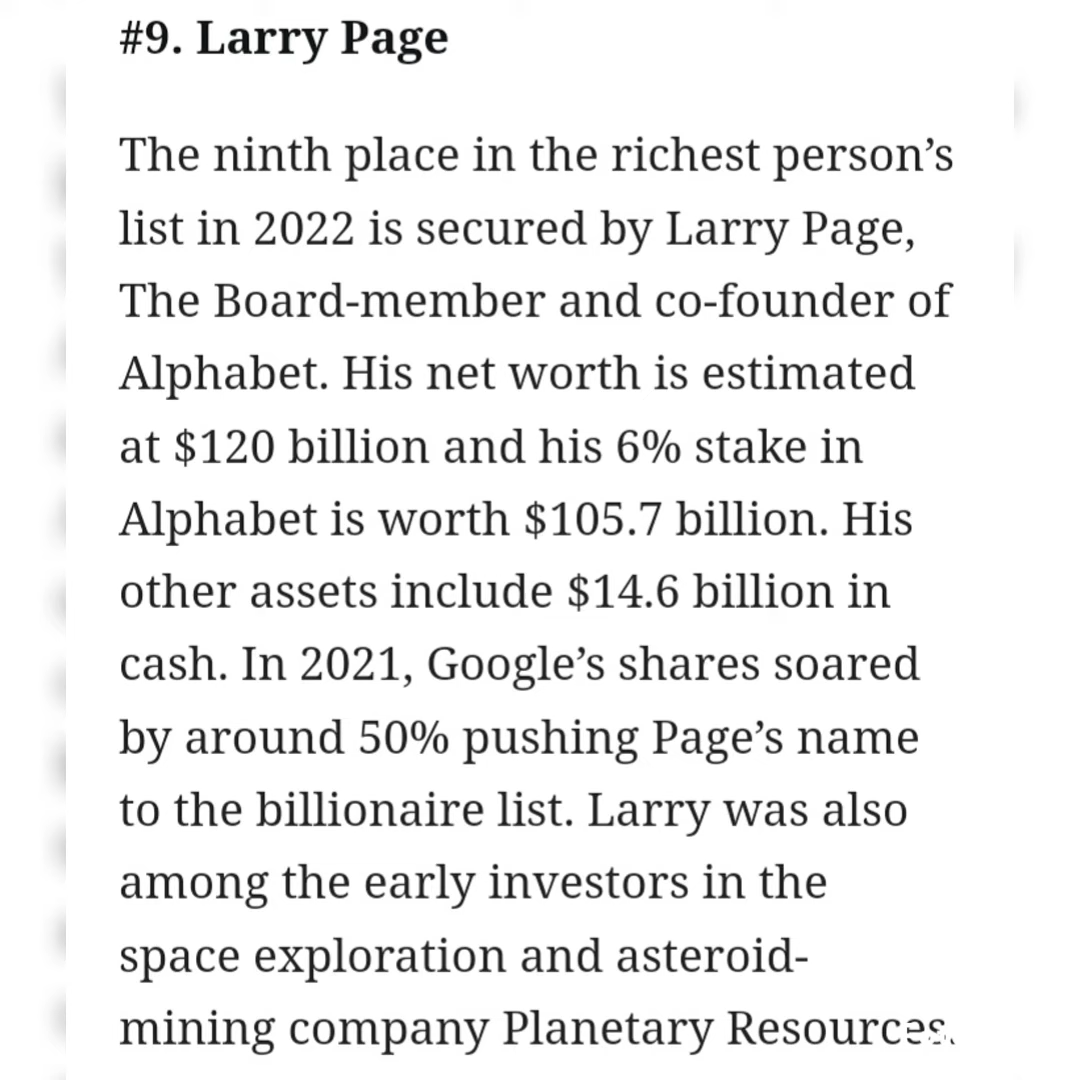 #9. Larry Page
The ninth place in the richest person’s
list in 2022 is secured by Larry Page,
The Board-member and co-founder of
Alphabet. His net worth is estimated
at $120 billion and his 6% stake in
Alphabet is worth $105.7 billion. His
other assets include $14.6 billion in
cash. In 2021, Google’s shares soared
by around 50% pushing Page’s name
to the billionaire list. Larry was also
among the early investors in the
space exploration and asteroid-
mining company Planetary Resources.